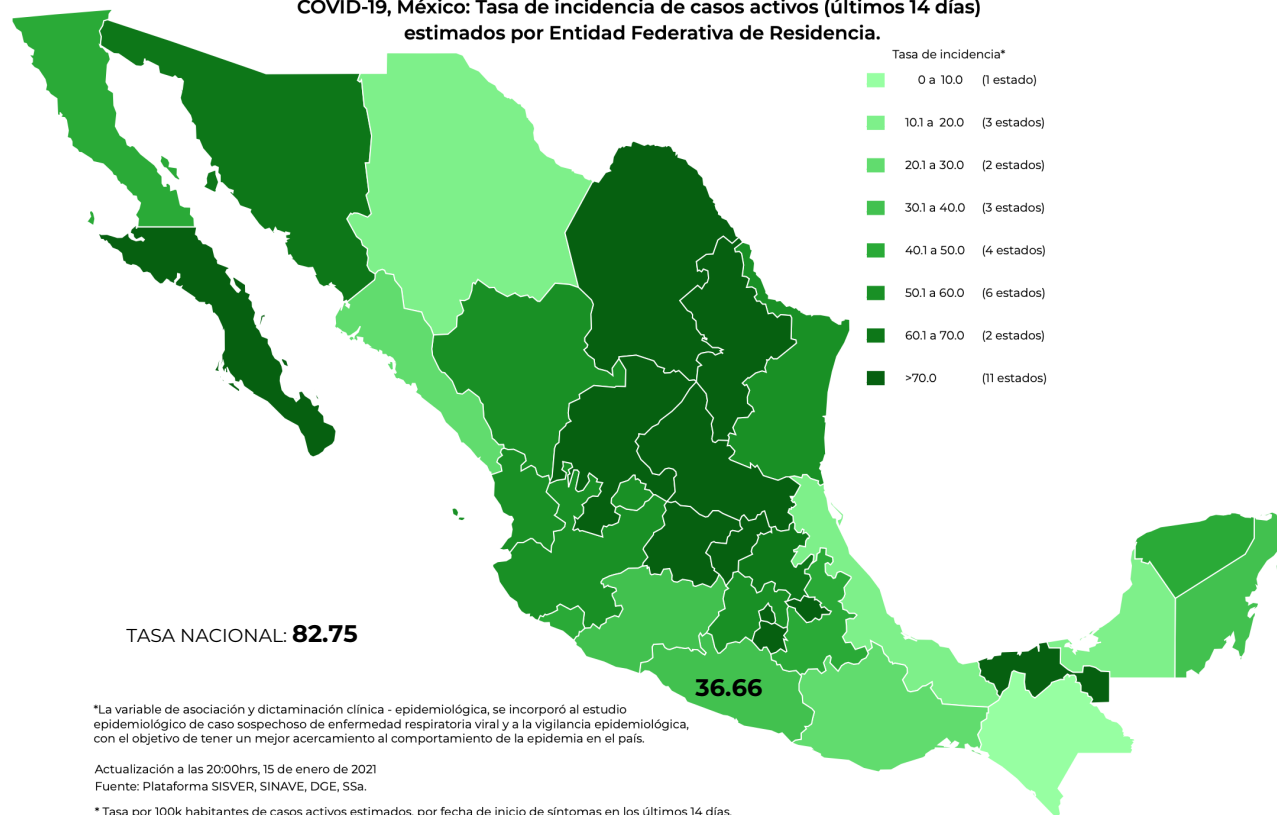 COVID-19, México: Tasa de incidencia de casos activos (últimos 14 días)
estimados por Entidad Federativa de Residencia.
Tasa de incidencia*
0 a 10.0 (1 estado)
10.1 a 20.0 (3 estados)
20.1 a 30.0 (2 estados)
30.1 a 40.0 (3 estados)
40.1 a 50.0 (4 estados)
50.1 a 60.0 (6 estados)
60.1 a 70.0 (2 estados)
>70.0 (11 estados)
TASA NACIONAL: 82.75
36.66
*La variable de asociación y dictaminación clínica - epidemiológica, se incorporó al estudio
epidemiológico de caso sospechoso de enfermedad respiratoria viral y a la vigilancia epidemiológica,
con el objetivo de tener un mejor acercamiento al comportamiento de la epidemia en el país.
Actualización a las 20:00hrs, 15 de enero de 2021
Fuente: Plataforma SISVER, SINAVE, DGE, SSa.
* Tasa por 100k habitantes de casos activos estimados, por fecha de inicio de síntomas en los últimos 14 días.